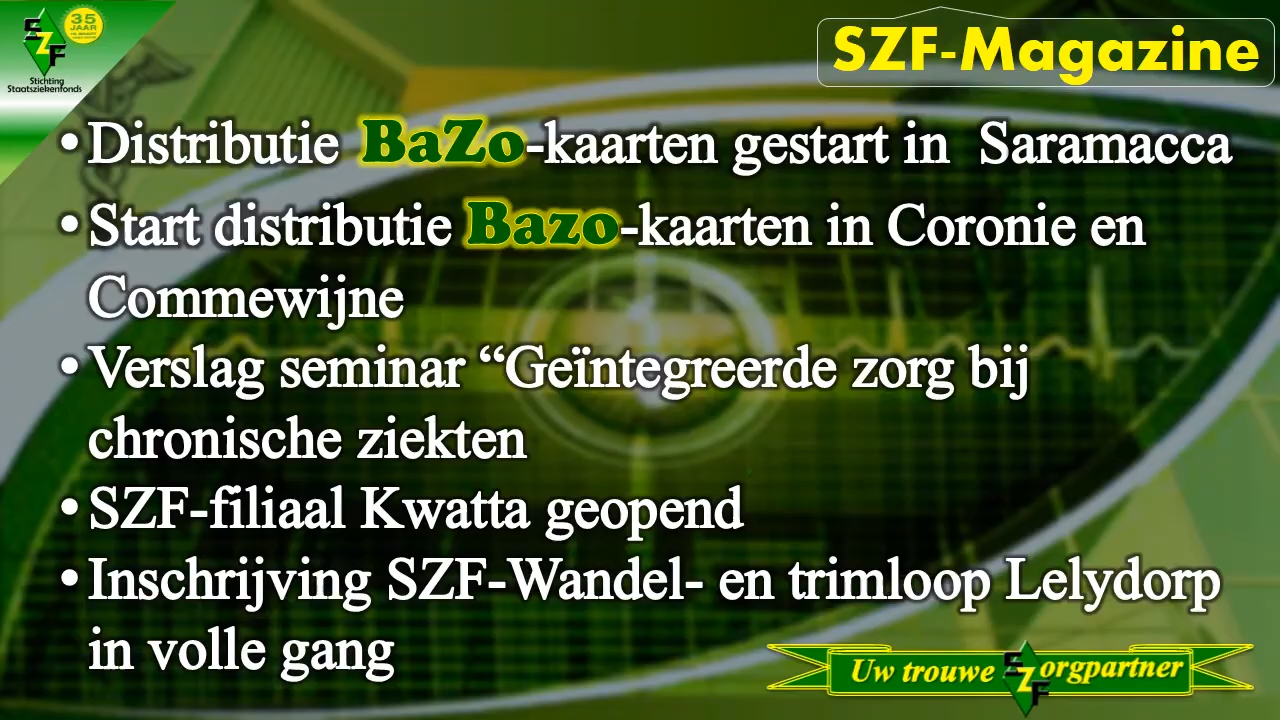 SZF
35
JAAR
Stichting
Staatsziekenfonds
SZF-Magazine
• Distributie BaZo-kaarten gestart in Saramacca
• Start distributie Bazo-kaarten in Coronie en
Commewijne
• Verslag seminar “Geïntegreerde zorg bij
chronische ziekten
• SZF-filiaal Kwatta geopend
• Inschrijving SZF-Wandel- en trimloop Lelydorp
in volle gang
Uw trouwe SZF orgpartner